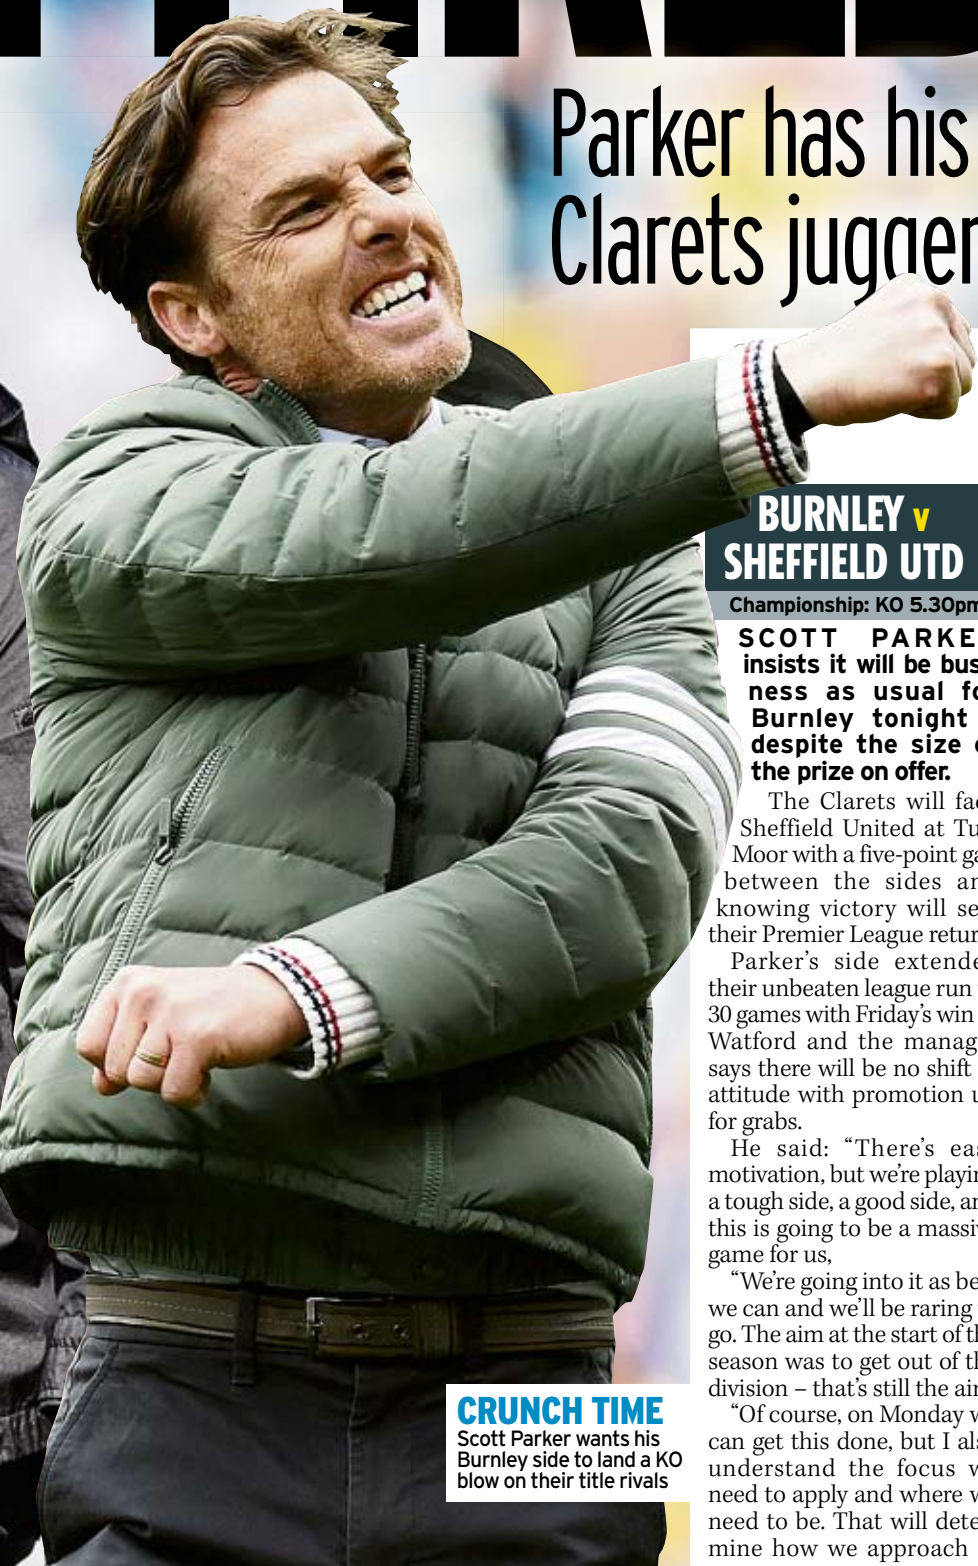 Parker has his
Clarets jugger
BURNLEY v
SHEFFIELD UTD
Championship: KO 5.30pm
SCOTT PARKE
insists it will be bus
ness as usual fo
Burnley tonight
despite the size o
the prize on offer.
The Clarets will fac
Sheffield United at Tu
Moor with a five-point ga
between the sides an
knowing victory will se
their Premier League retur
Parker's side extende
their unbeaten league run
30 games with Friday's win
Watford and the manag
says there will be no shift
attitude with promotion u
for grabs.
He said: “There's eas
motivation, but we're playin
a tough side, a good side, an
this is going to be a massiv
game for us,
“We're going into it as be
we can and we'll be raring
go. The aim at the start of th
season was to get out of th
division – that's still the ai
“Of course, on Monday w
can get this done, but I als
understand the focus w
need to apply and where w
need to be. That will dete
mine how we approach
CRUNCH TIME
Scott Parker wants his
Burnley side to land a KO
blow on their title rivals